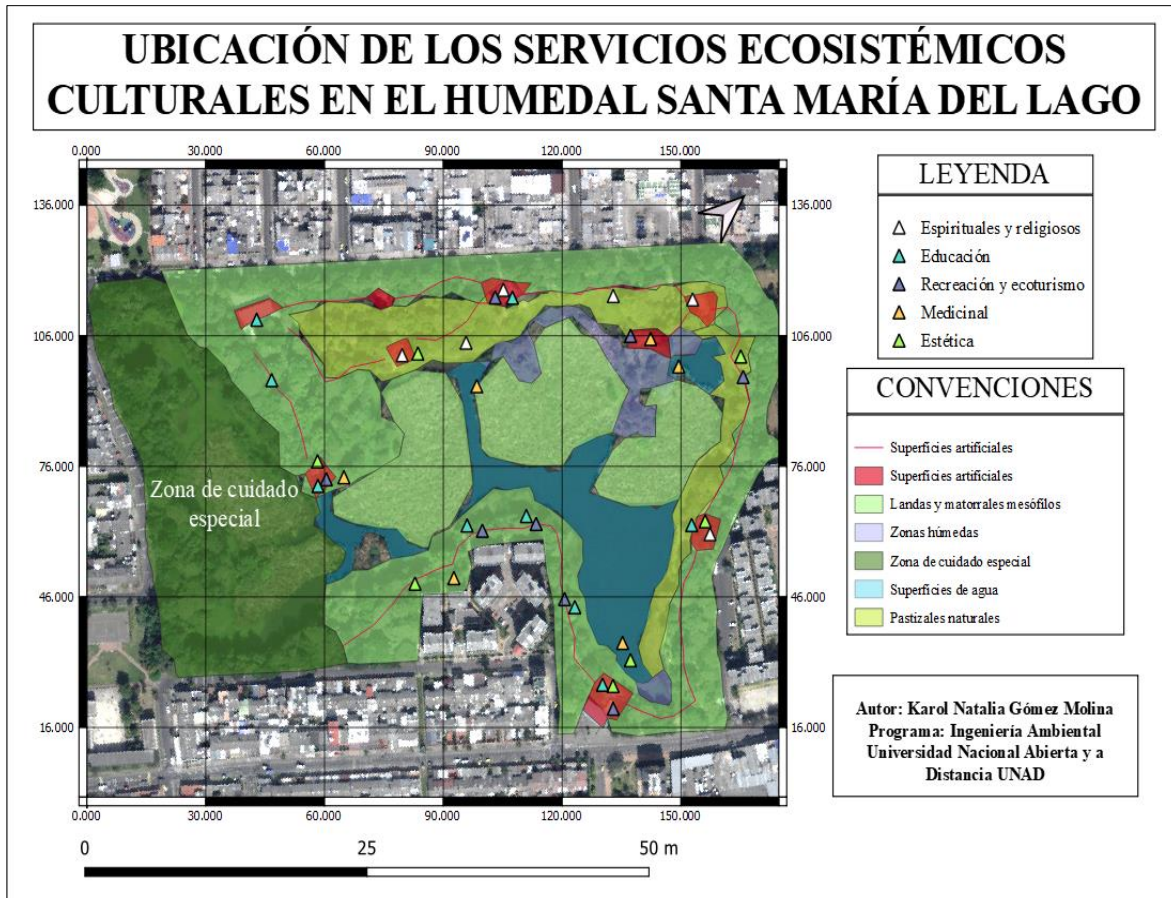 UBICACIÓN DE LOS SERVICIOS ECOSISTÉMICOS
CULTURALES EN EL HUMEDAL SANTA MARÍA DEL LAGO
0.000 30.000 60.000 90.000 120.000 150.000
136.000 136.000
106.000 106.000
76.000 76.000
46.000 46.000
16.000 16.000
Zona de cuidado
especial
0.000 30.000 60.000 90.000 120.000 150.000
0 25 50 m
LEYENDA
Espirituales y religiosos
Educación
Recreación y ecoturismo
Medicinal
Estética
CONVENCIONES
Superficies artificiales
Superficies artificiales
Landas y matorrales mesófilos
Zonas húmedas
Zona de cuidado especial
Superficies de agua
Pastizales naturales
Autor: Karol Natalia Gómez Molina
Programa: Ingeniería Ambiental
Universidad Nacional Abierta y a
Distancia UNAD